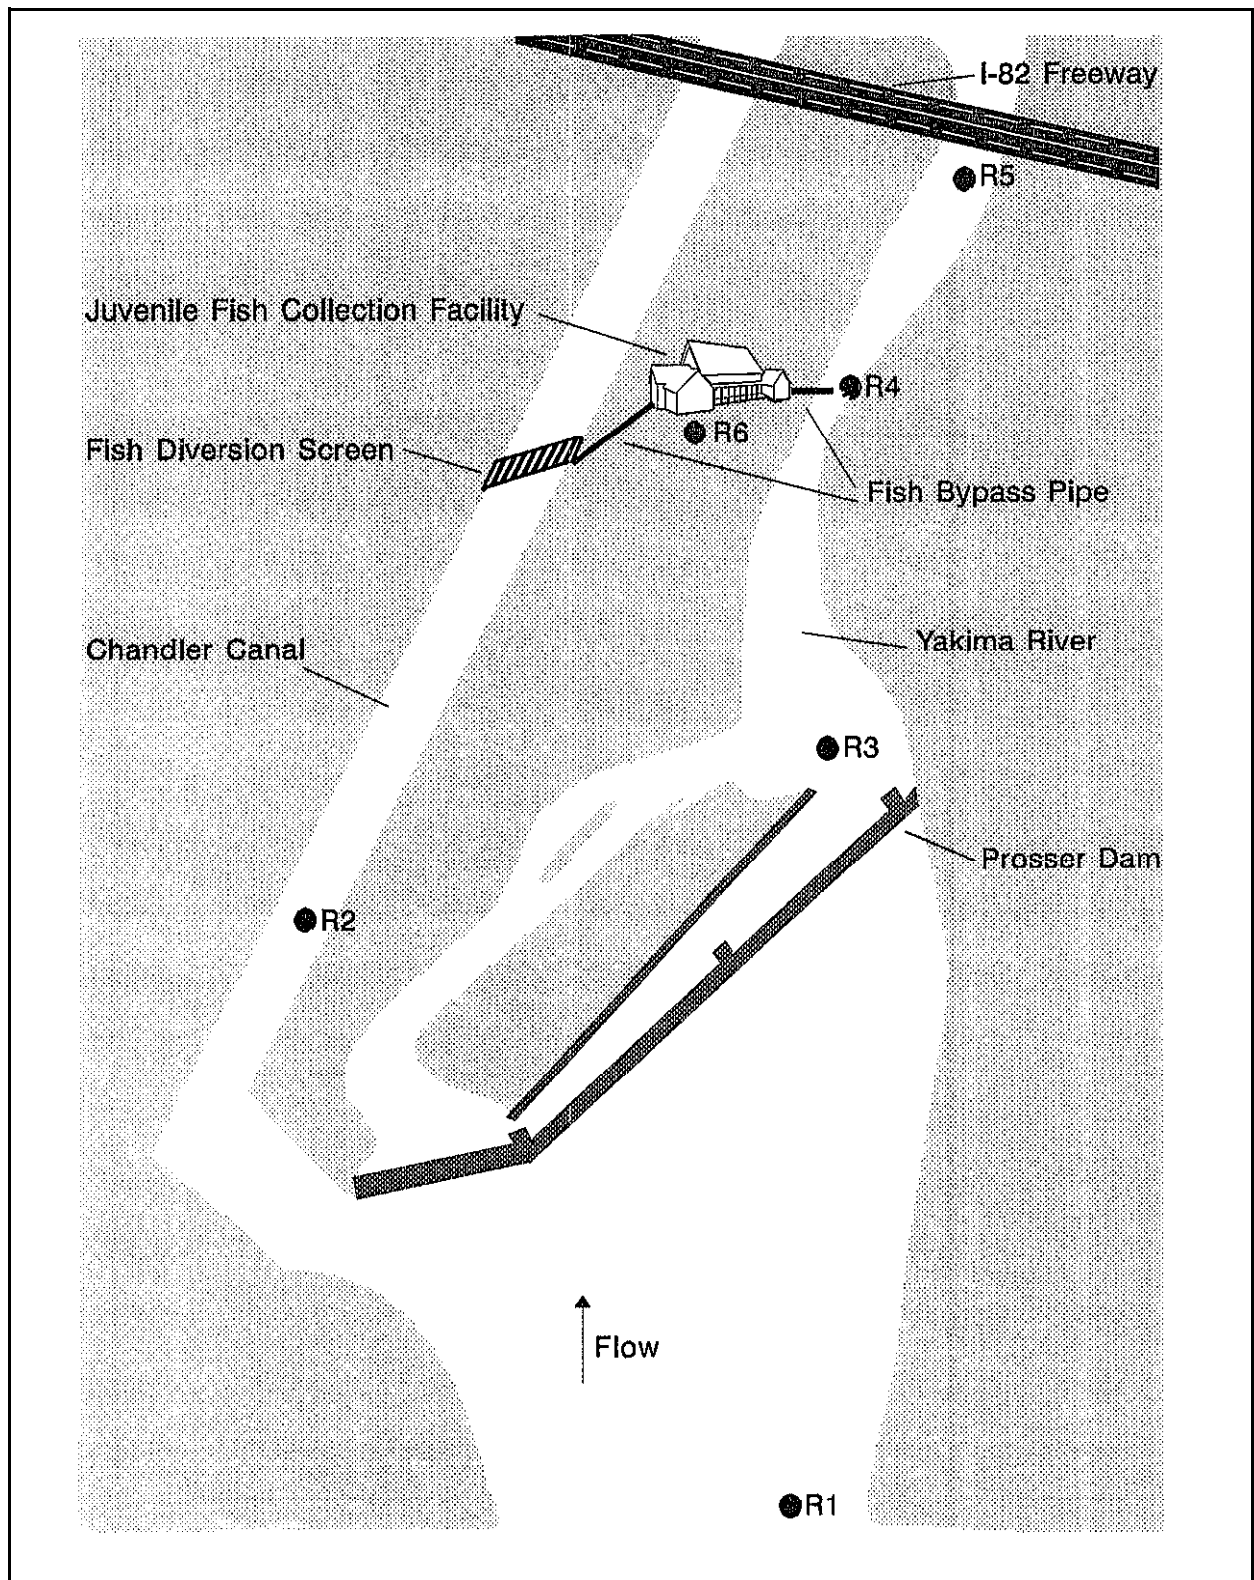 I-82 Freeway
R5
Juvenile Fish Collection Facility
R4
R6
Fish Diversion Screen
Fish Bypass Pipe
Chandler Canal
Yakima River
R3
Prosser Dam
R2
Flow
R1